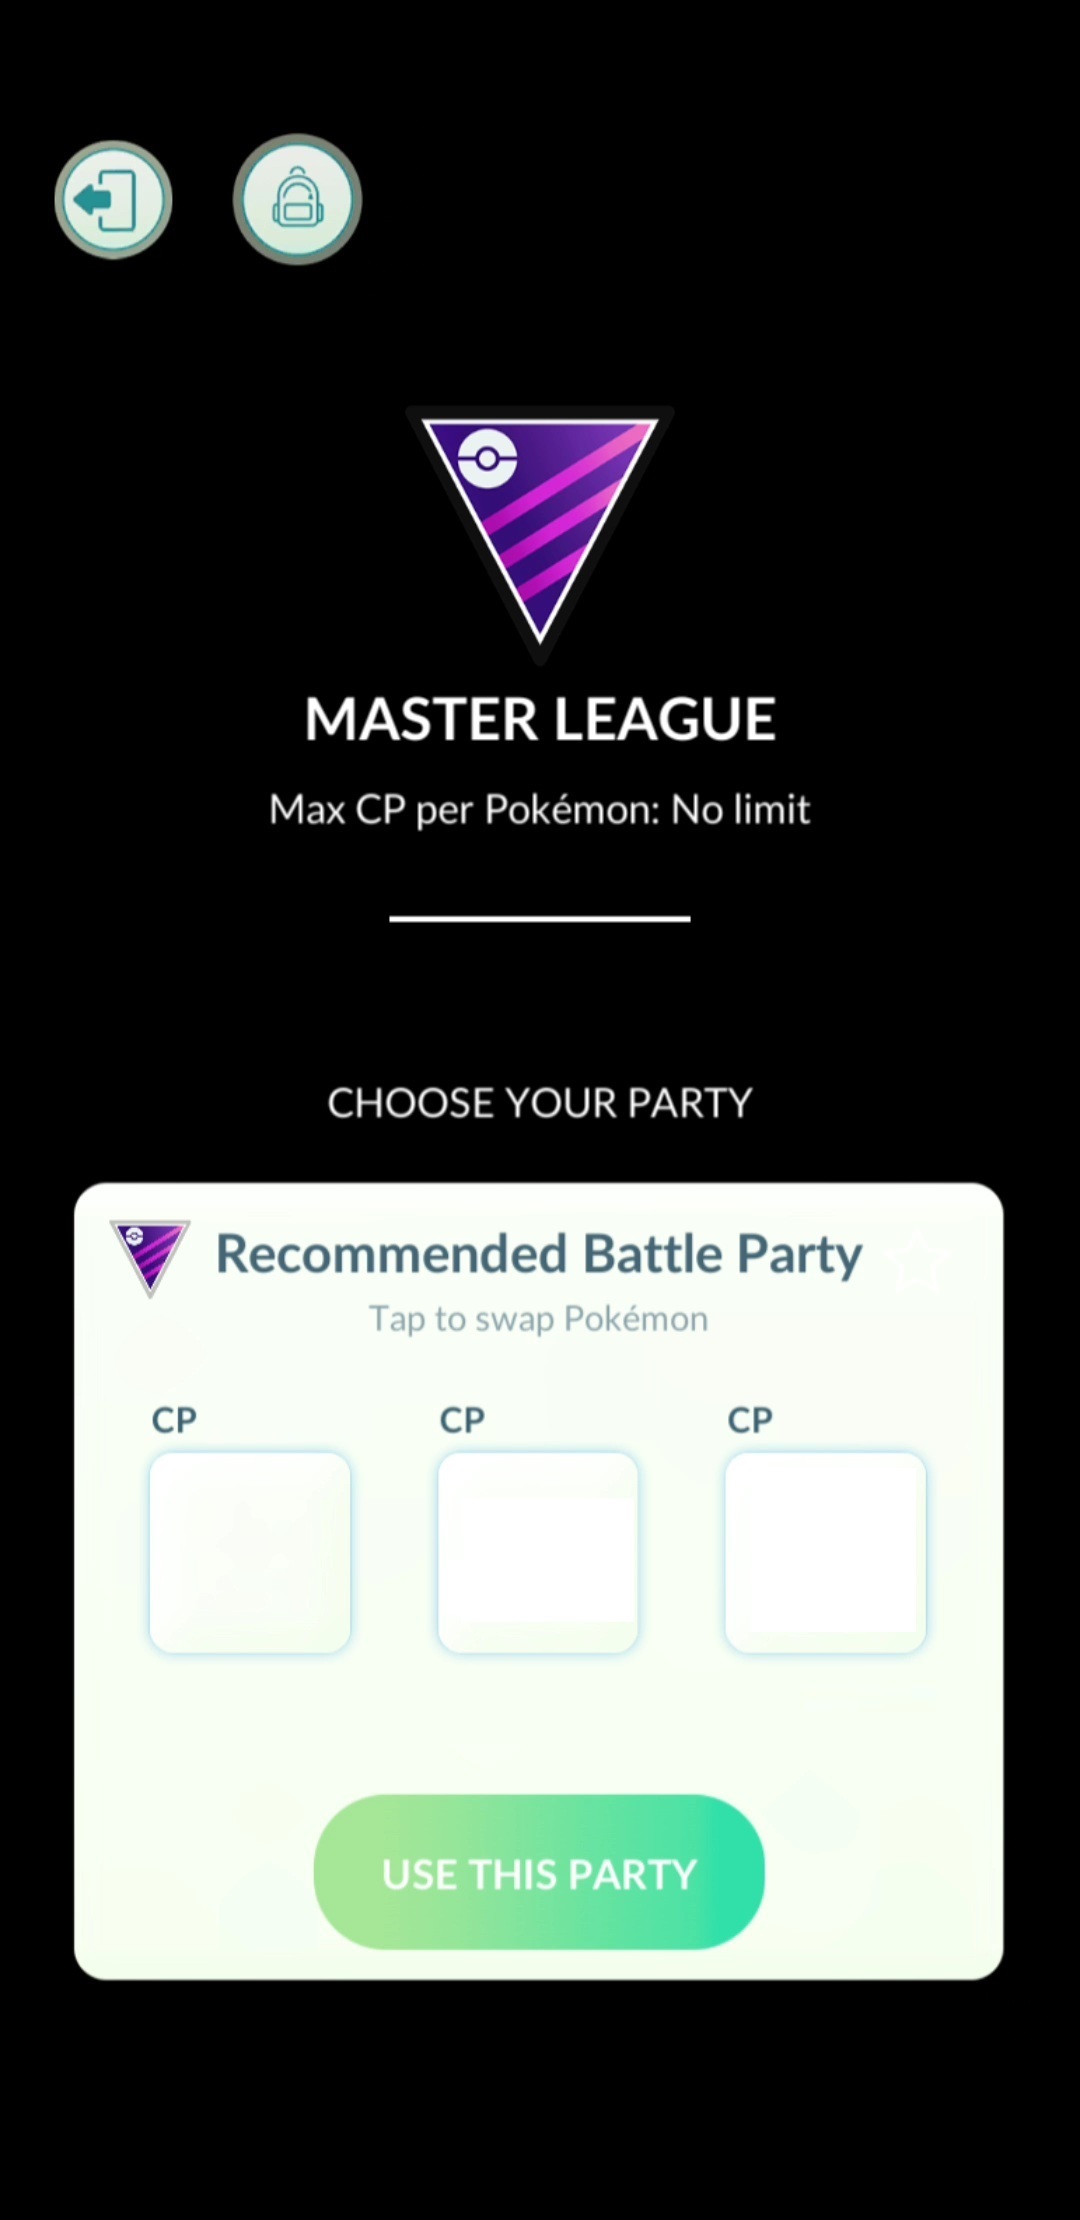 MASTER LEAGUE
Max CP per Pokémon: No limit
CHOOSE YOUR PARTY
Recommended Battle Party
Tap to swap Pokémon
CP CP CP
USE THIS PARTY